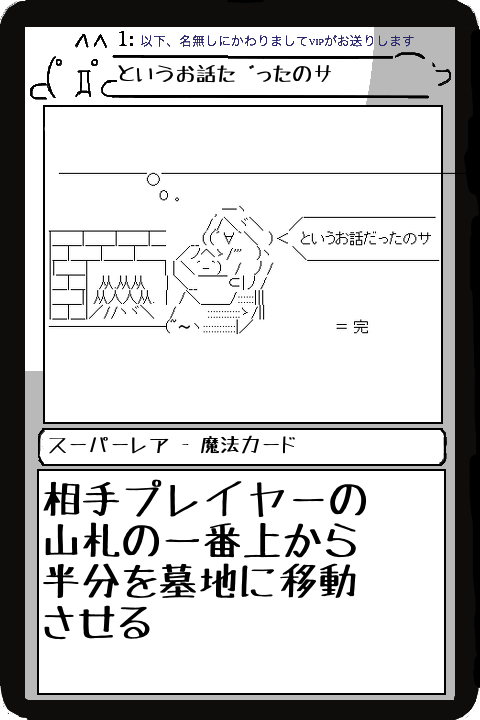 1: 以下、名無しにかわりましてVIPがお送りします
というお話だったのサ
というお話だったのサ
= 完
スーパーレア - 魔法カード
相手プレイヤーの
山札の一番上から
半分を墓地に移動
させる